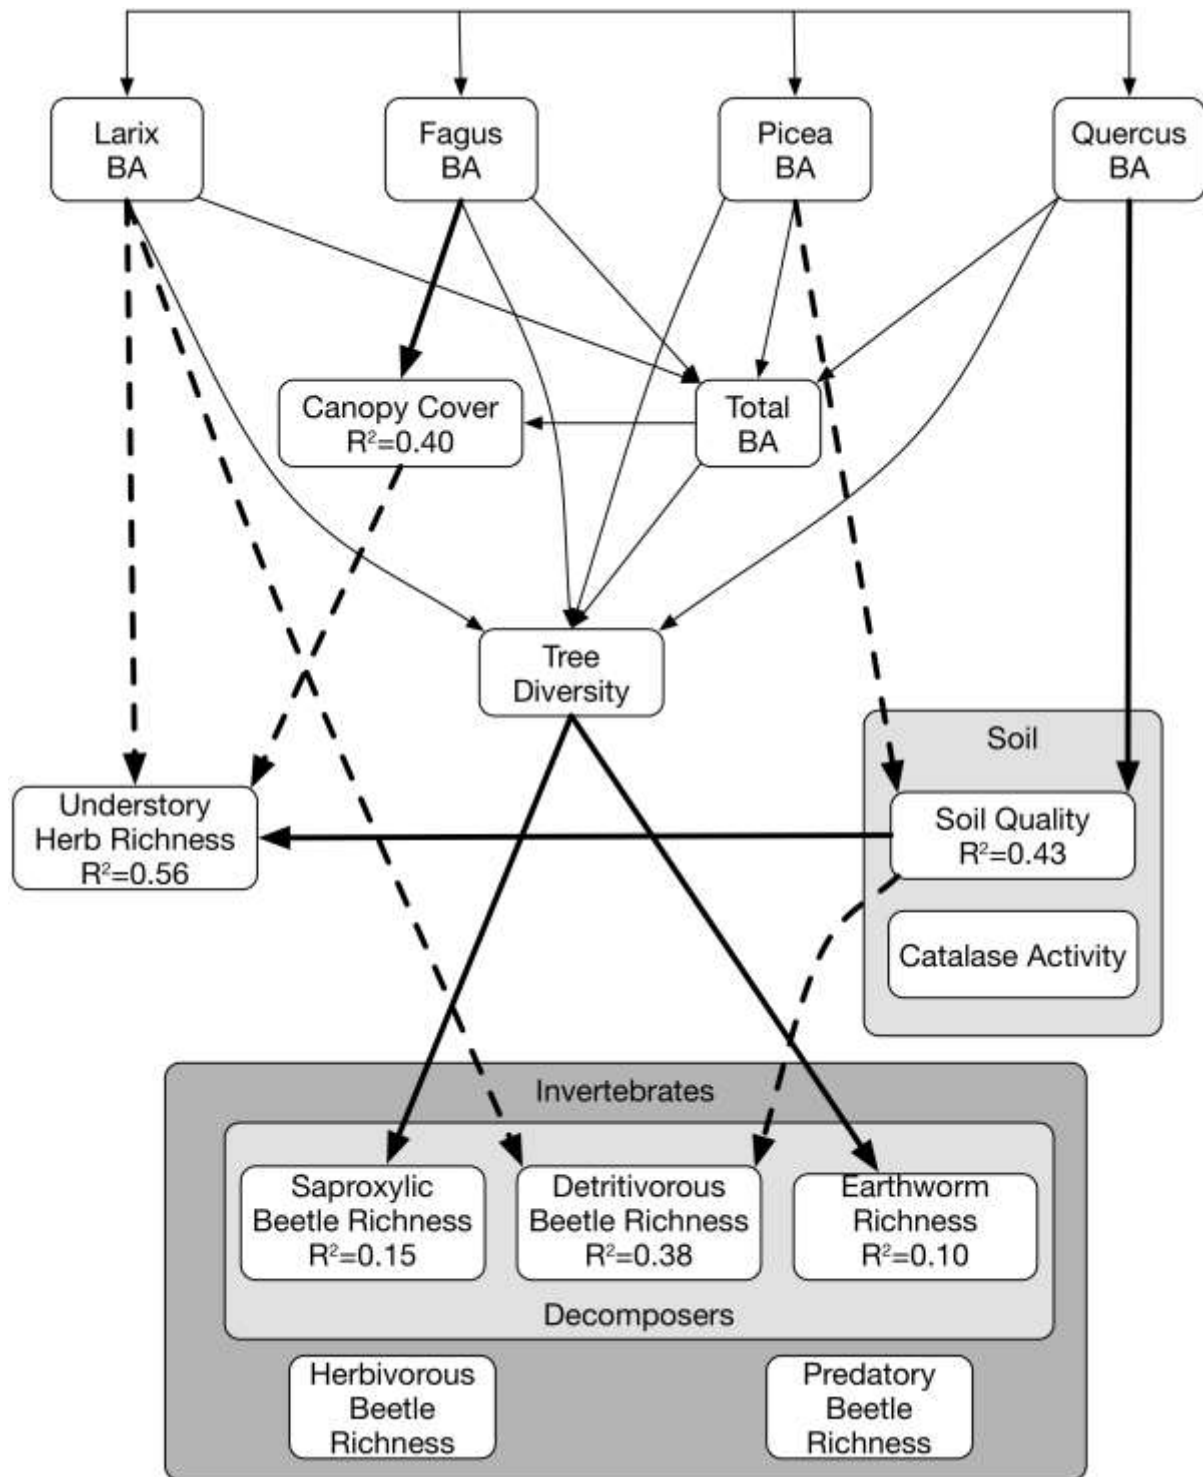 Larix
BA
Fagus
BA
Picea
BA
Quercus
BA
Canopy Cover
R²=0.40
Total
BA
Tree
Diversity
Soil
Understory
Herb Richness
R²=0.56
Soil Quality
R²=0.43
Catalase Activity
Invertebrates
Saproxylic
Beetle Richness
R²=0.15
Detritivorous
Beetle Richness
R²=0.38
Earthworm
Richness
R²=0.10
Decomposers
Herbivorous
Beetle
Richness
Predatory
Beetle
Richness